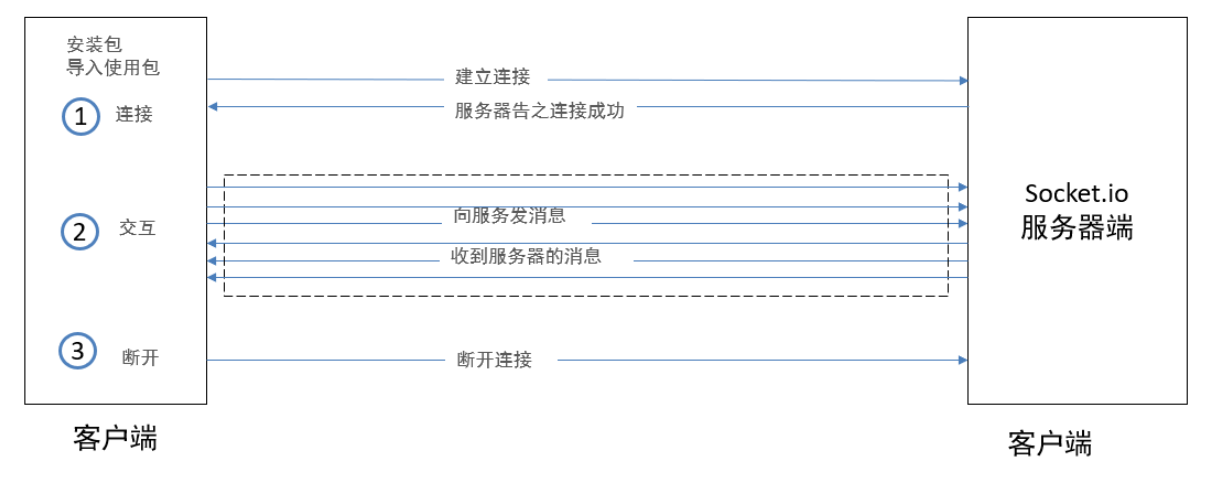 安装包
导入使用包
1 连接
建立连接
服务器告之连接成功
2 交互
向服务发消息
收到服务器的消息
3 断开
断开连接
Socket.io
服务器端
客户端
客户端